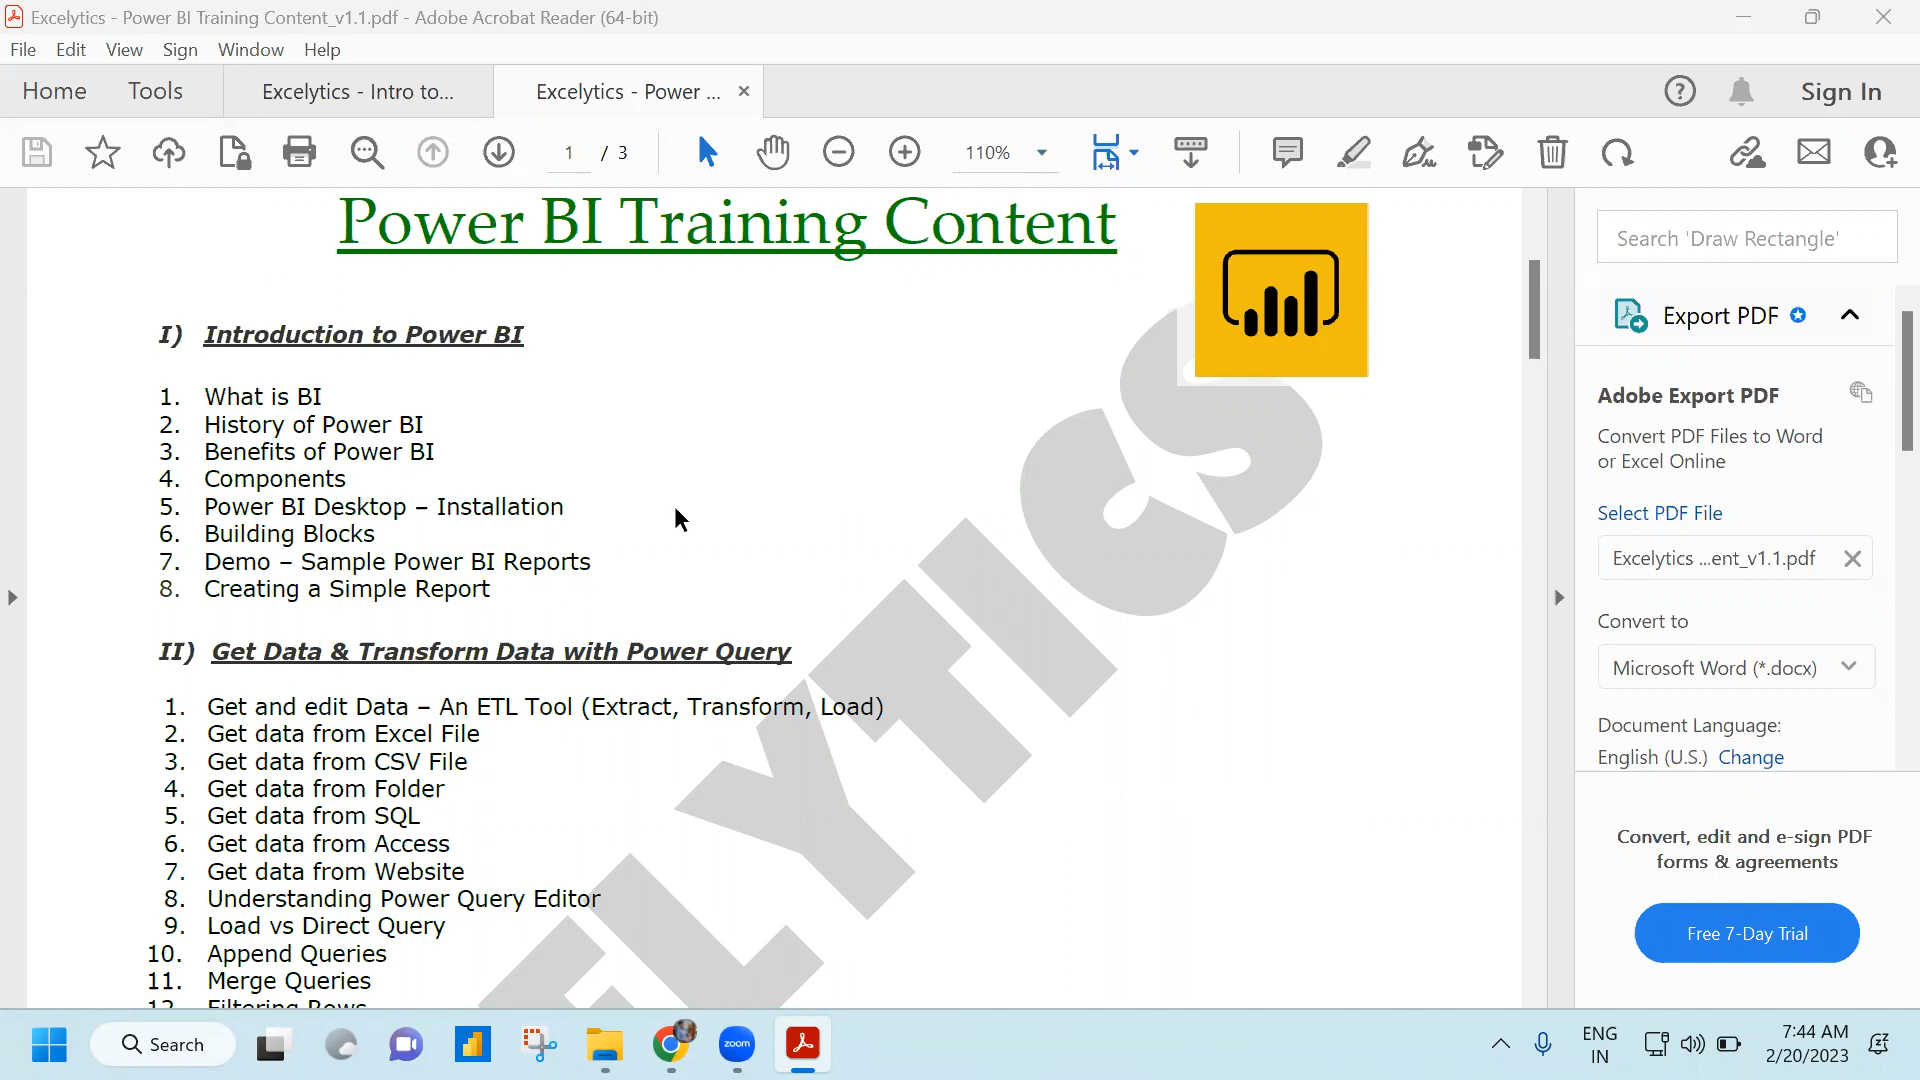 Excelytics - Power BI Training Content_v1.1.pdf - Adobe Acrobat Reader (64-bit)
File Edit View Sign Window Help
Home Tools Excelytics - Intro to... Excelytics - Power ... Sign In
1 / 3 110%
Power BI Training Content
I) Introduction to Power BI
1. What is BI
2. History of Power BI
3. Benefits of Power BI
4. Components
5. Power BI Desktop – Installation
6. Building Blocks
7. Demo – Sample Power BI Reports
8. Creating a Simple Report
II) Get Data & Transform Data with Power Query
1. Get and edit Data – An ETL Tool (Extract, Transform, Load)
2. Get data from Excel File
3. Get data from CSV File
4. Get data from Folder
5. Get data from SQL
6. Get data from Access
7. Get data from Website
8. Understanding Power Query Editor
9. Load vs Direct Query
10. Append Queries
11. Merge Queries
12. Filtering Rows
ELYTICS
Search 'Draw Rectangle'
Export PDF
Adobe Export PDF
Convert PDF Files to Word
or Excel Online
Select PDF File
Excelytics ...ent_v1.1.pdf
Convert to
Microsoft Word (*.docx)
Document Language:
English (U.S.) Change
Convert, edit and e-sign PDF
forms & agreements
Free 7-Day Trial
Search
zoom
ENG
IN
7:44 AM
2/20/2023